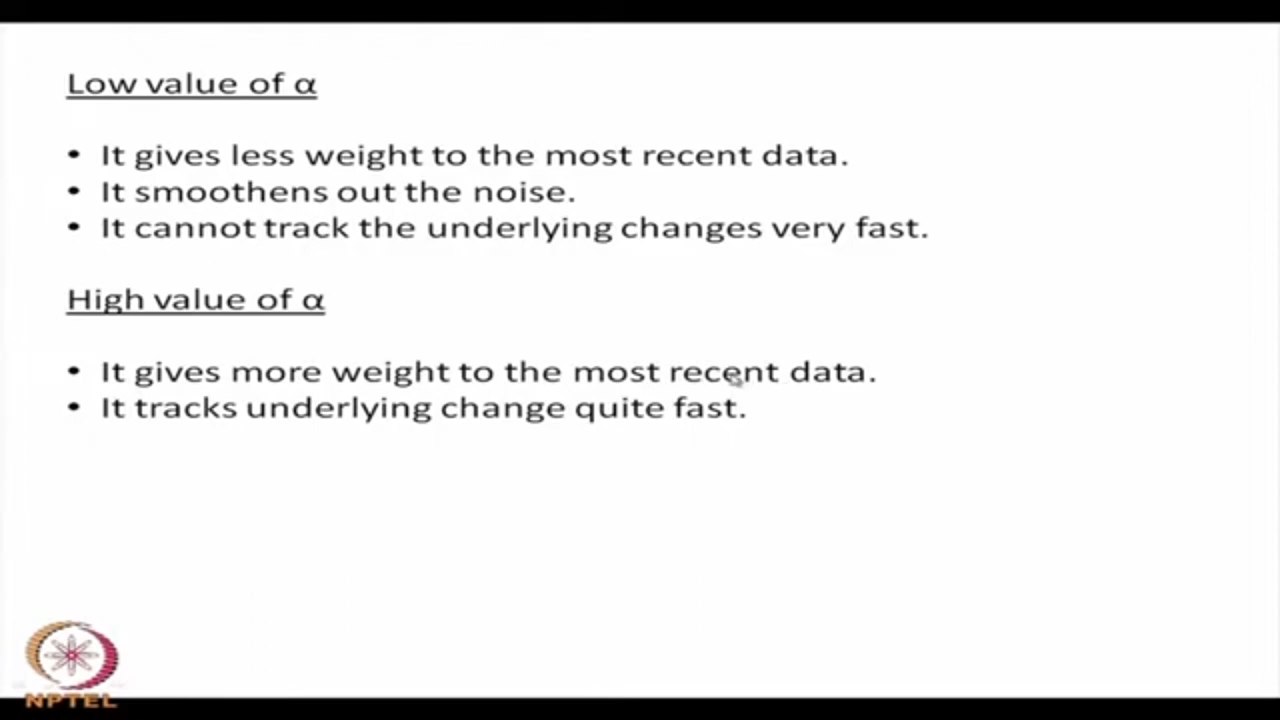 Low value of α
• It gives less weight to the most recent data.
• It smoothens out the noise.
• It cannot track the underlying changes very fast.
High value of α
• It gives more weight to the most recent data.
• It tracks underlying change quite fast.
NPTEL